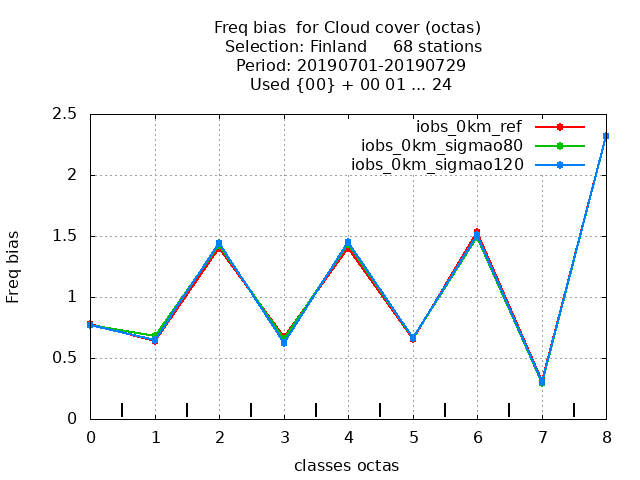 Freq bias  for Cloud cover (octas)
Selection: Finland     68 stations
Period: 20190701-20190729
Used {00} + 00 01 ... 24
iobs_0km_ref
iobs_0km_sigmao80
iobs_0km_sigmao120
2.5
2
1.5
1
0.5
0
Freq bias
0 1 2 3 4 5 6 7 8
classes octas